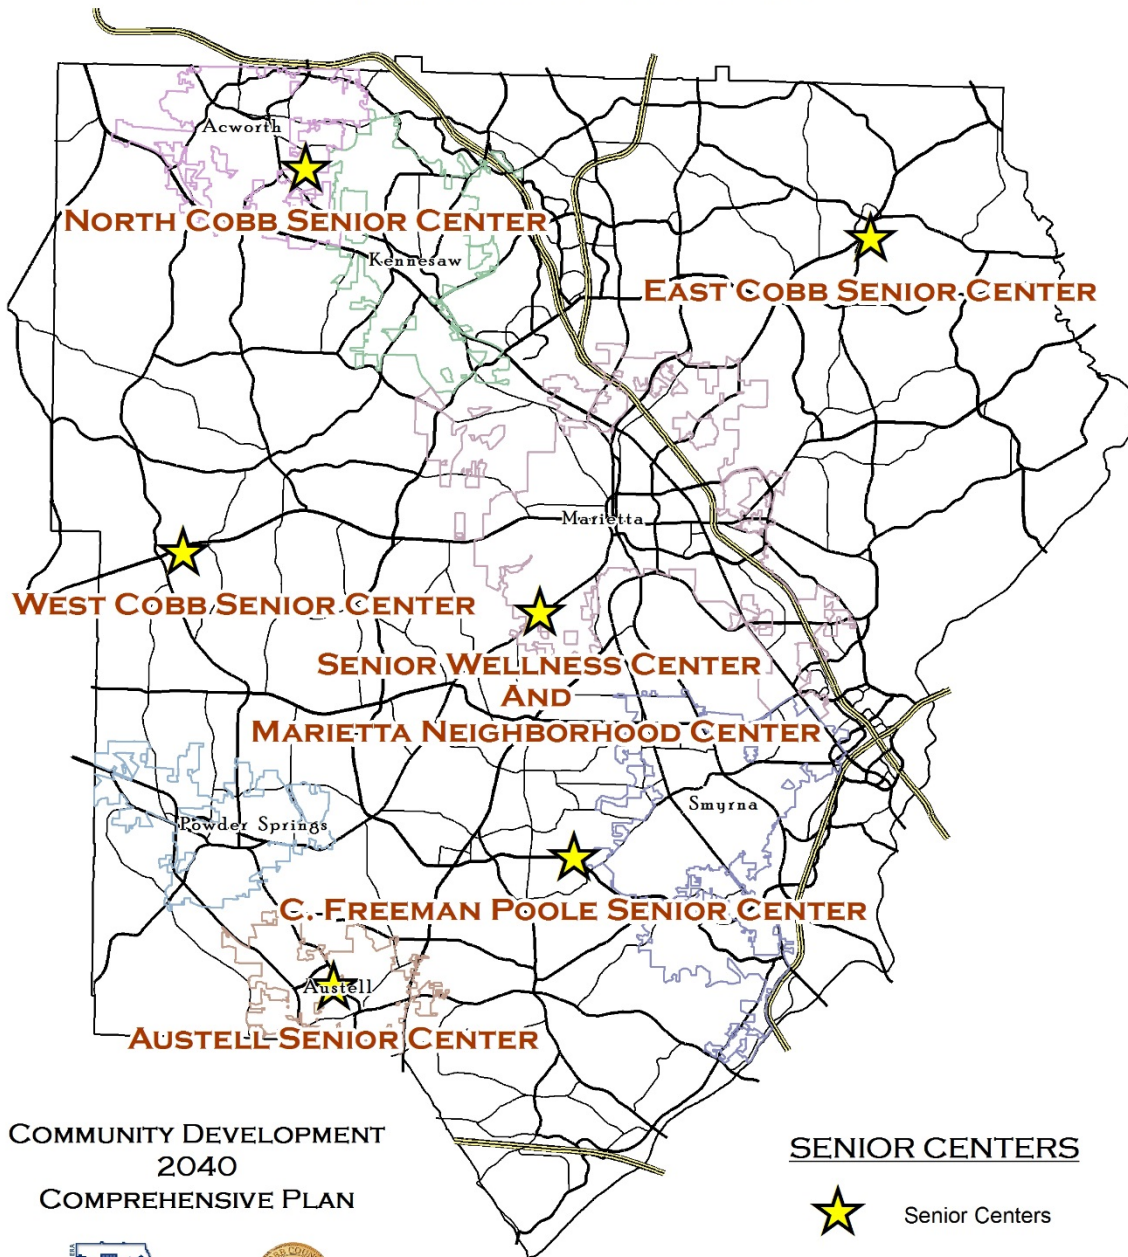 Acworth
NORTH COBB SENIOR CENTER
Kennesaw
EAST COBB SENIOR CENTER
Marietta
WEST COBB SENIOR CENTER
SENIOR WELLNESS CENTER
AND
MARIETTA NEIGHBORHOOD CENTER
Smyrna
Powder Springs
C. FREEMAN POOLE SENIOR CENTER
Austell
AUSTELL SENIOR CENTER
COMMUNITY DEVELOPMENT
2040
COMPREHENSIVE PLAN
SENIOR CENTERS
Senior Centers